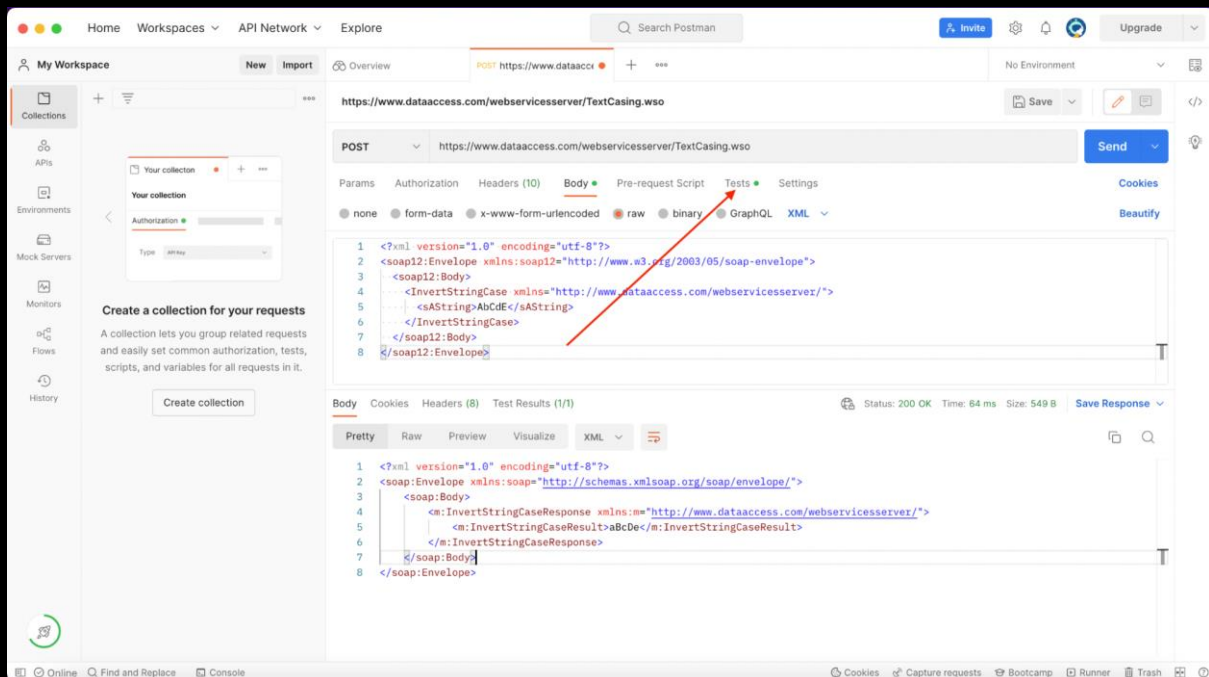 Home Workspaces API Network Explore Search Postman Invite Upgrade
My Workspace New Import Overview POST https://www.dataacce No Environment
https://www.dataaccess.com/webservicesserver/TextCasing.wso Save
Collections
APIs
Environments
Mock Servers
Monitors
Flows
History
Your collecton
Your collection
Authorization
Type API Key
Create a collection for your requests
A collection lets you group related requests
and easily set common authorization, tests,
scripts, and variables for all requests in it.
Create collection
POST https://www.dataaccess.com/webservicesserver/TextCasing.wso Send
Params Authorization Headers (10) Body Pre-request Script Tests Settings Cookies
none form-data x-www-form-urlencoded raw binary GraphQL XML Beautify
1 <?xml version="1.0" encoding="utf-8"?>
2 <soap12:Envelope xmlns:soap12="http://www.w3.org/2003/05/soap-envelope">
3 <soap12:Body>
4 <InvertStringCase xmlns="http://www.dataaccess.com/webservicesserver/">
5 <sAString>AbCdE</sAString>
6 </InvertStringCase>
7 </soap12:Body>
8 </soap12:Envelope>
Body Cookies Headers (8) Test Results (1/1) Status: 200 OK Time: 64 ms Size: 549 B Save Response
Pretty Raw Preview Visualize XML
1 <?xml version="1.0" encoding="utf-8"?>
2 <soap:Envelope xmlns:soap="http://schemas.xmlsoap.org/soap/envelope/">
3 <soap:Body>
4 <m:InvertStringCaseResponse xmlns:m="http://www.dataaccess.com/webservicesserver/">
5 <m:InvertStringCaseResult>aBcDe</m:InvertStringCaseResult>
6 </m:InvertStringCaseResponse>
7 </soap:Body>
8 </soap:Envelope>
Online Find and Replace Console Cookies Capture requests Bootcamp Runner Trash